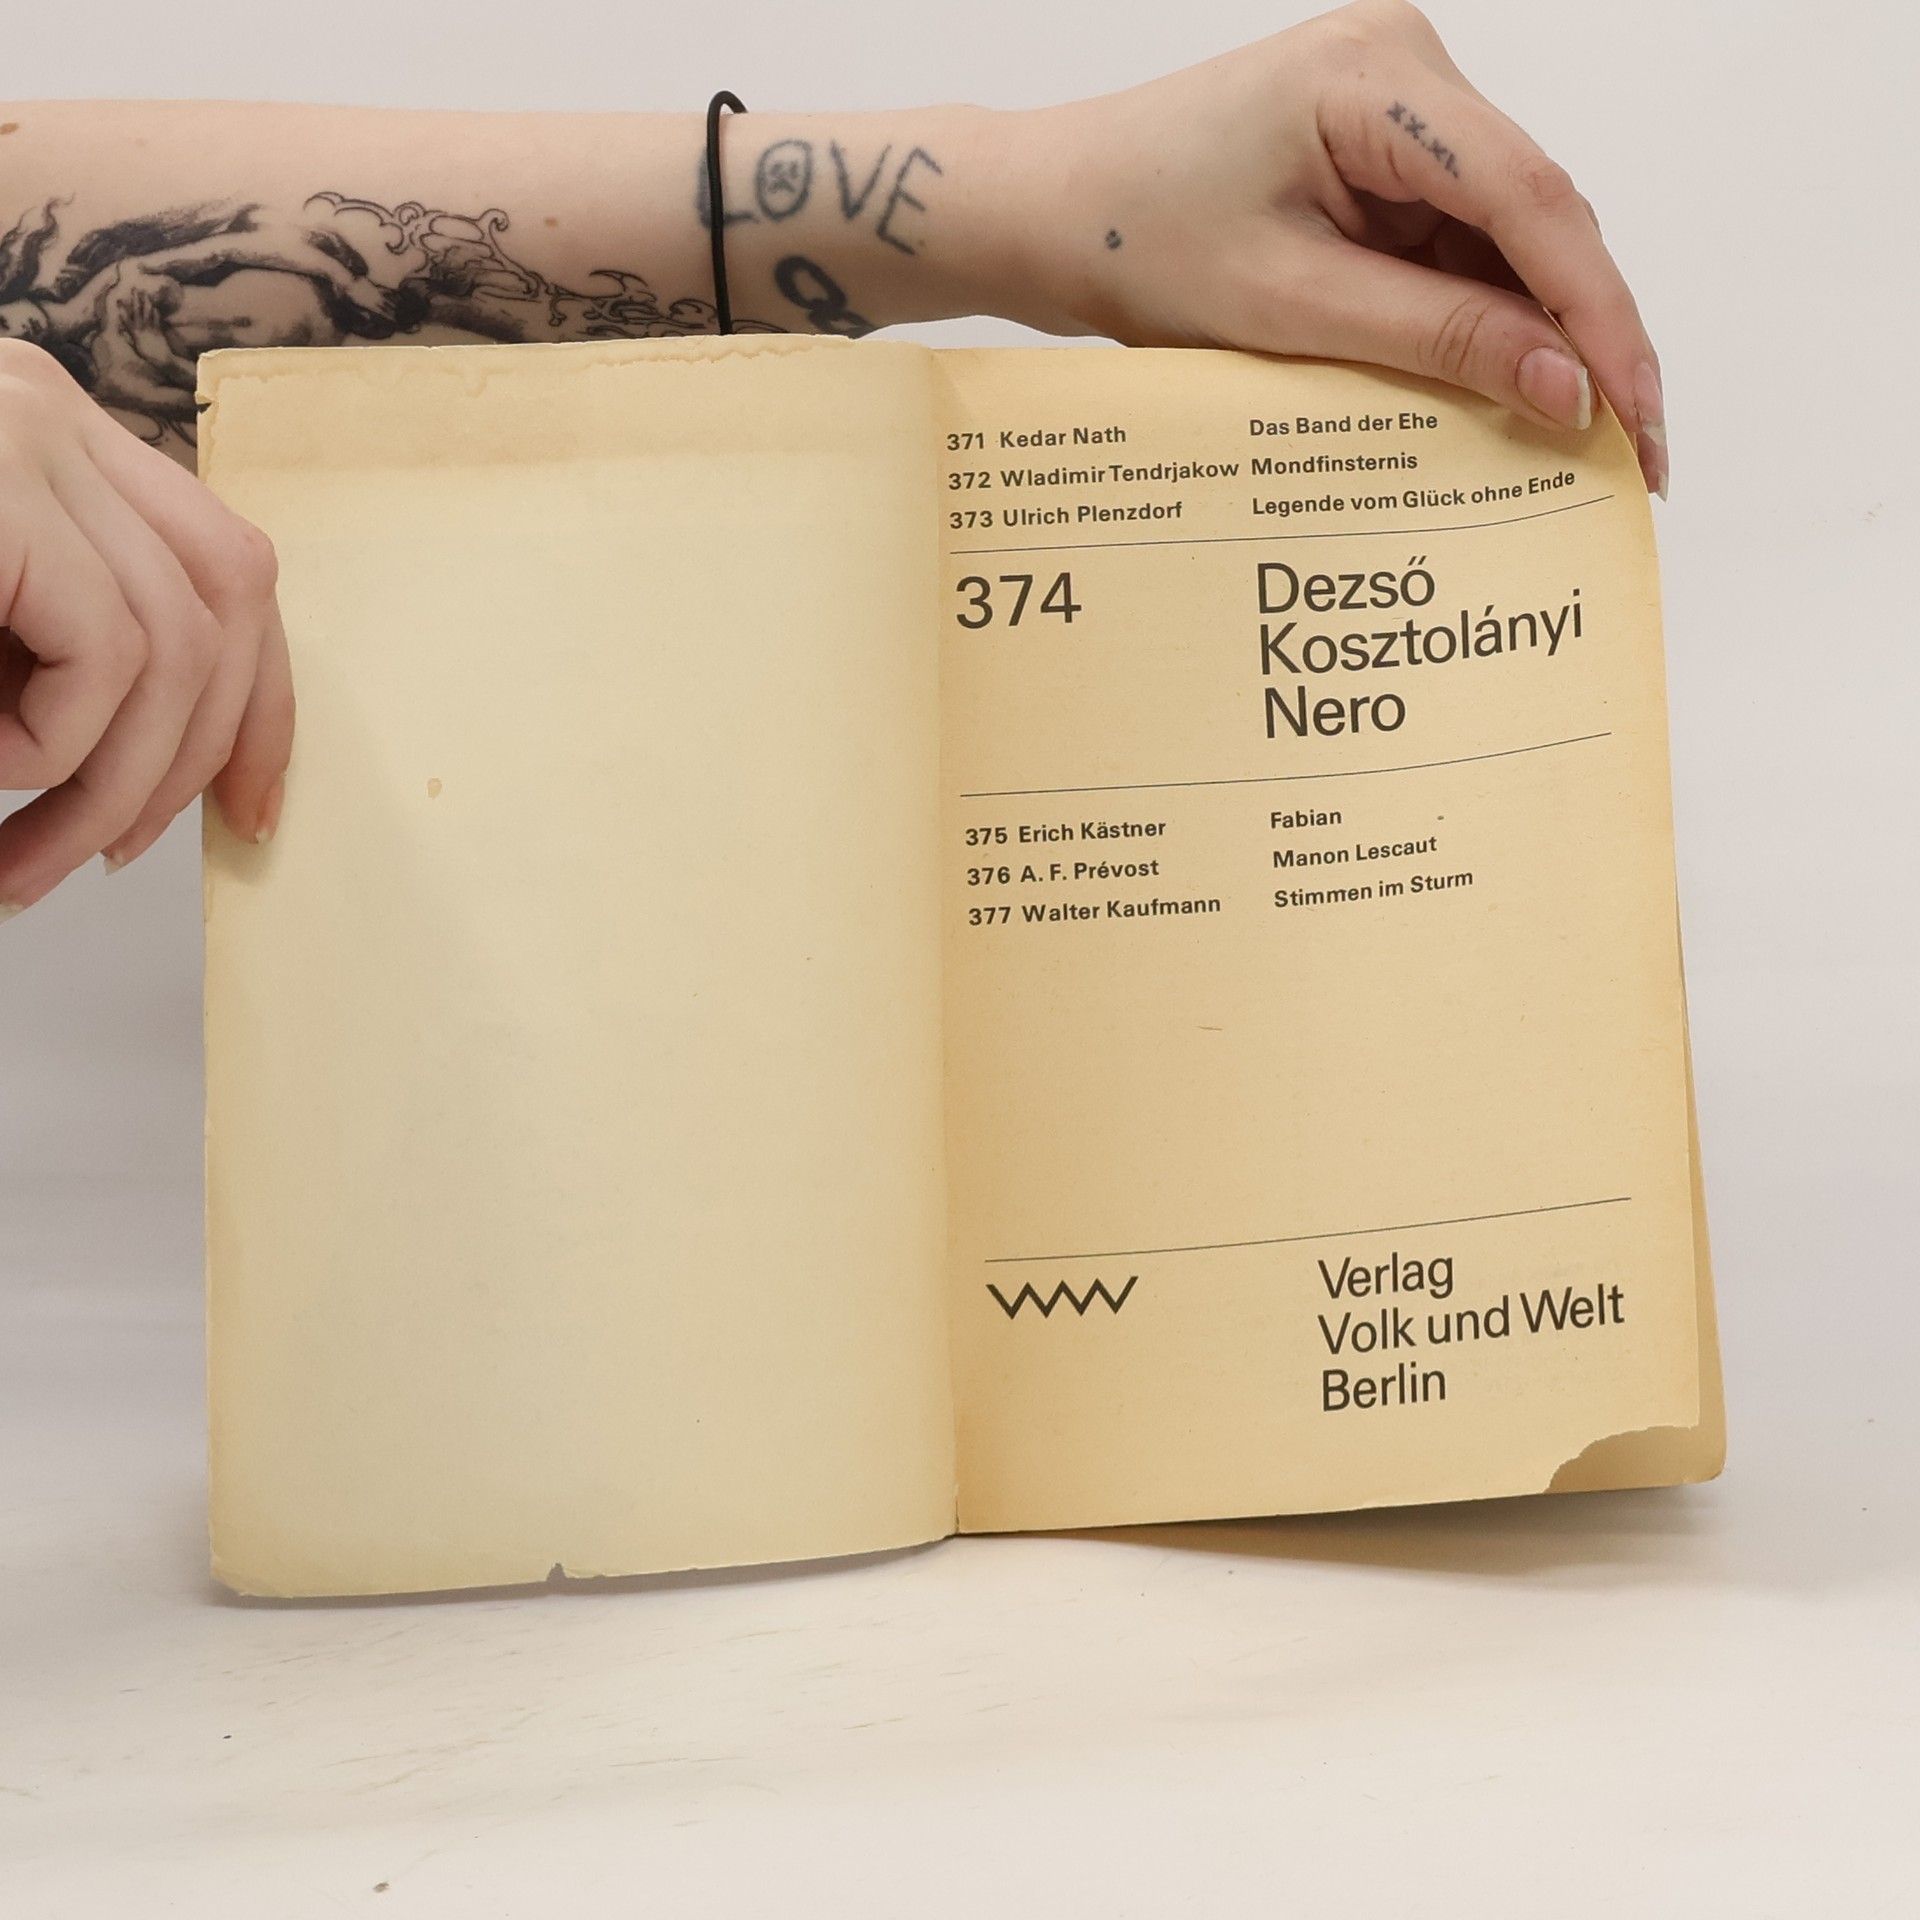 LOVE
xx.xi.
371 Kedar Nath Das Band der Ehe
372 Wladimir Tendrjakow Mondfinsternis
373 Ulrich Plenzdorf Legende vom Glück ohne Ende
374
Dezső
Kosztolányi
Nero
375 Erich Kästner Fabian
376 A. F. Prévost Manon Lescaut
377 Walter Kaufmann Stimmen im Sturm
Verlag
Volk und Welt
Berlin